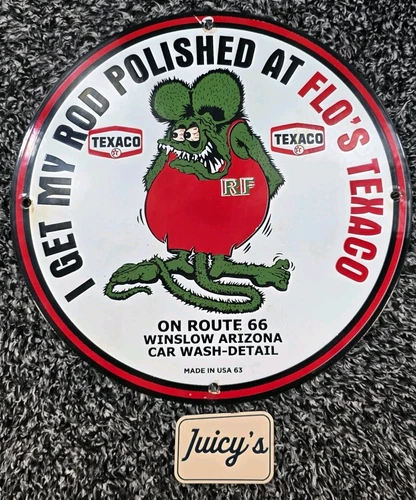 I GET MY ROD POLISHED AT FLO'S TEXACO
TEXACO
TEXACO
RF
ON ROUTE 66
WINSLOW ARIZONA
CAR WASH-DETAIL
MADE IN USA 63
Juicy's